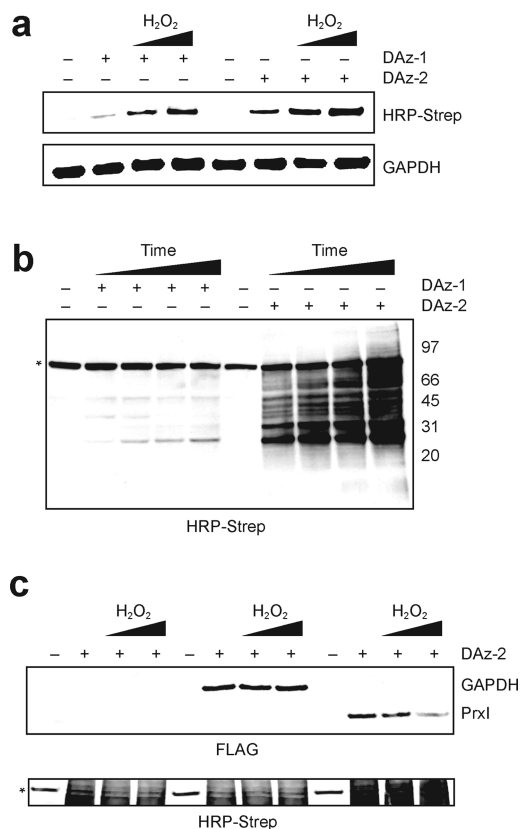 a
H₂O₂ H₂O₂
– + + + – – – – DAz-1
– – – – – + + + DAz-2
HRP-Strep
GAPDH
b
Time Time
– + + + + – – – – – DAz-1
– – – – – – + + + + DAz-2
*
97
66
45
31
20
HRP-Strep
c
H₂O₂ H₂O₂ H₂O₂
– + + + – + + + – + + + DAz-2
GAPDH
PrxI
FLAG
*
HRP-Strep